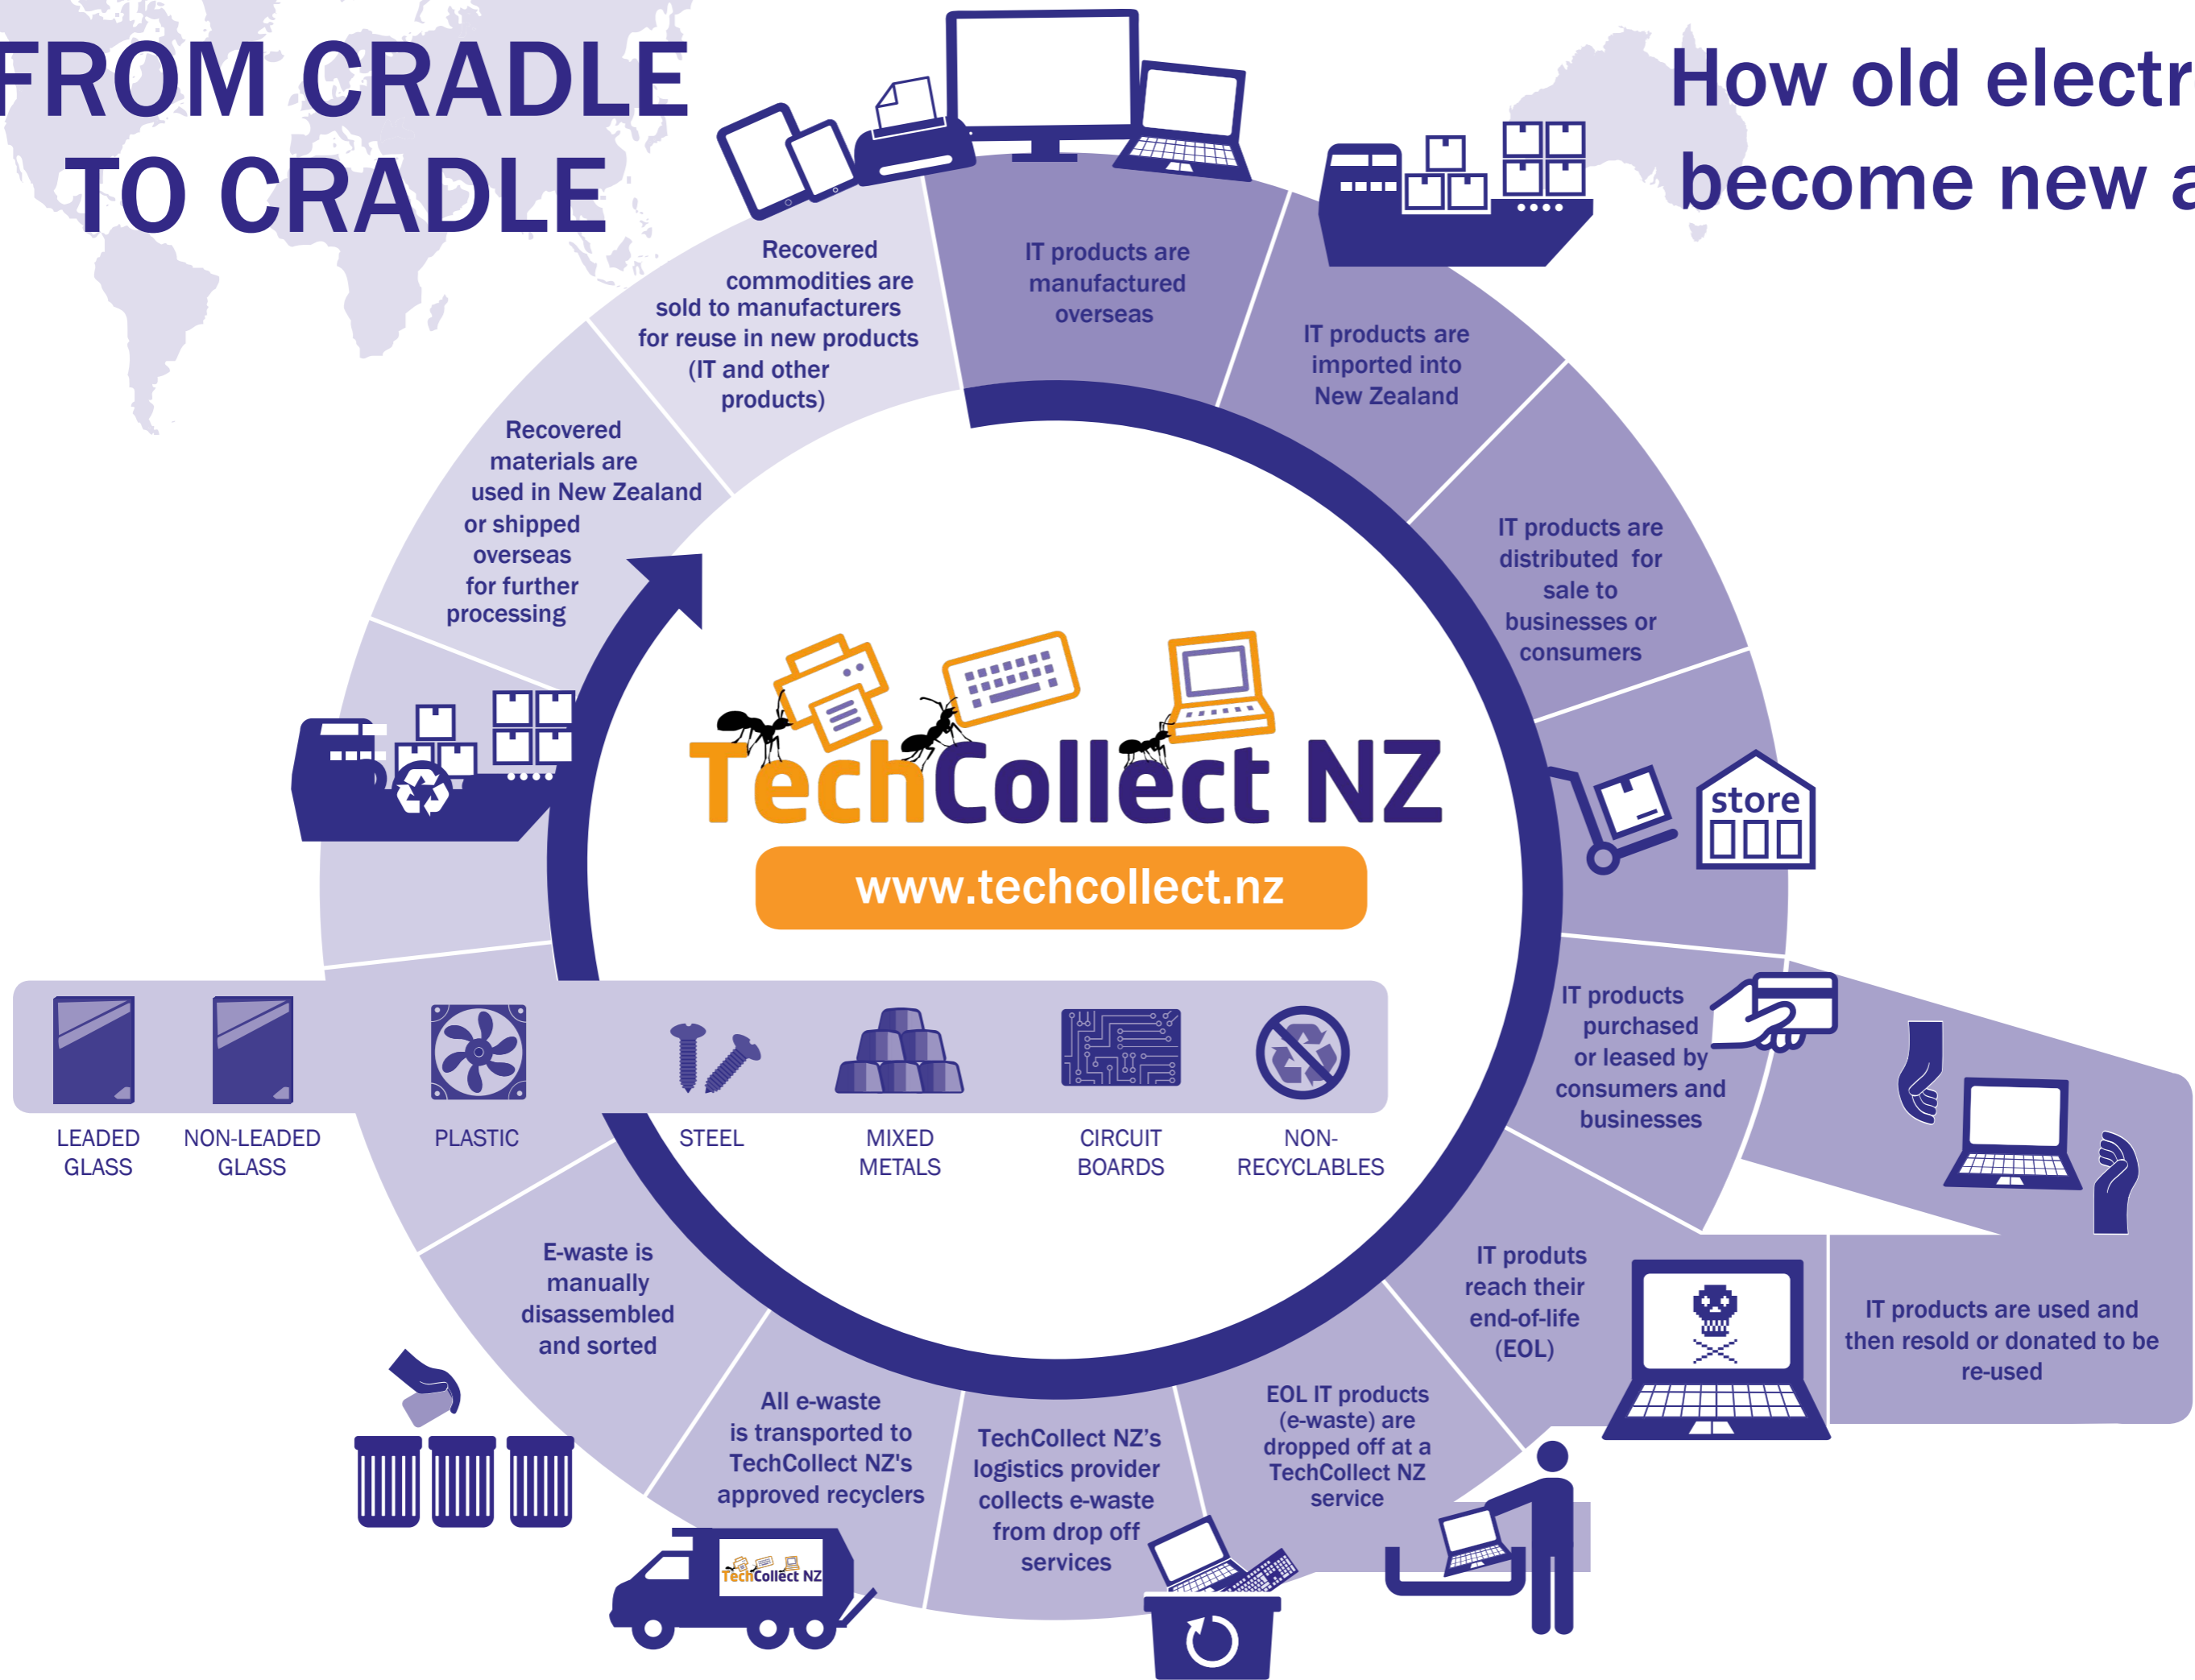 FROM CRADLE
TO CRADLE
How old electr
become new a
IT products are
manufactured
overseas
IT products are
imported into
New Zealand
IT products are
distributed for
sale to
businesses or
consumers
store
IT products
purchased
or leased by
consumers and
businesses
IT products are used and
then resold or donated to be
re-used
IT produts
reach their
end-of-life
(EOL)
EOL IT products
(e-waste) are
dropped off at a
TechCollect NZ
service
TechCollect NZ’s
logistics provider
collects e-waste
from drop off
services
All e-waste
is transported to
TechCollect NZ's
approved recyclers
TechCollect NZ
E-waste is
manually
disassembled
and sorted
LEADED
GLASS
NON-LEADED
GLASS
PLASTIC
STEEL
MIXED
METALS
CIRCUIT
BOARDS
NON-
RECYCLABLES
Recovered
materials are
used in New Zealand
or shipped
overseas
for further
processing
Recovered
commodities are
sold to manufacturers
for reuse in new products
(IT and other
products)
TechCollect NZ
www.techcollect.nz